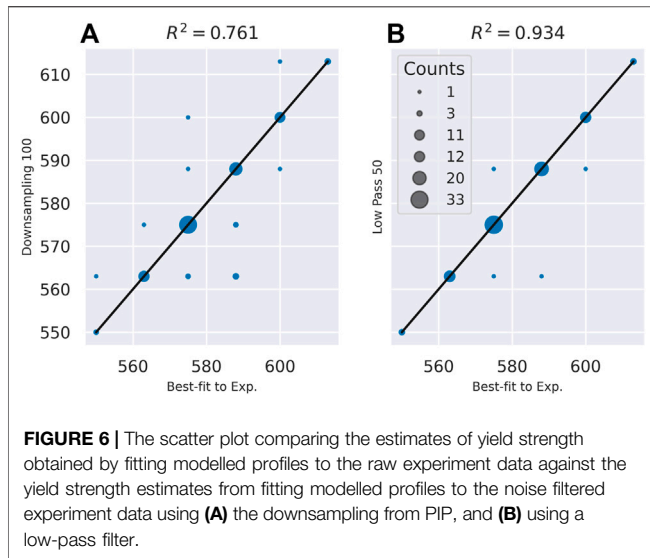 A
R² = 0.761
610
600
590
580
570
560
550
Downsampling 100
560
580
600
Best-fit to Exp.
B
R² = 0.934
Counts
1
3
11
12
20
33
Low Pass 50
560
580
600
Best-fit to Exp.
FIGURE 6 | The scatter plot comparing the estimates of yield strength
obtained by fitting modelled profiles to the raw experiment data against the
yield strength estimates from fitting modelled profiles to the noise filtered
experiment data using (A) the downsampling from PIP, and (B) using a
low-pass filter.